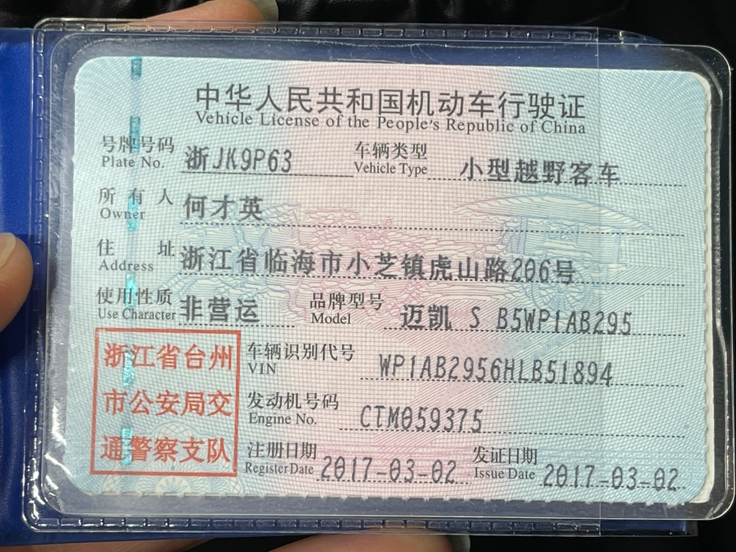 中华人民共和国机动车行驶证
Vehicle License of the People's Republic of China
号牌号码 浙JK9P63 车辆类型 小型越野客车
Plate No. Vehicle Type
所有人 何才英
Owner
住址 浙江省临海市小芝镇虎山路206号
Address
使用性质 非营运 品牌型号 迈凯 S B5WP1AB295
Use Character Model
浙江省台州
市公安局交
通警察支队
车辆识别代号 WP1AB2956HLB51894
VIN
发动机号码 CTM059375
Engine No.
注册日期 2017-03-02 发证日期 2017-03-02
Register Date Issue Date